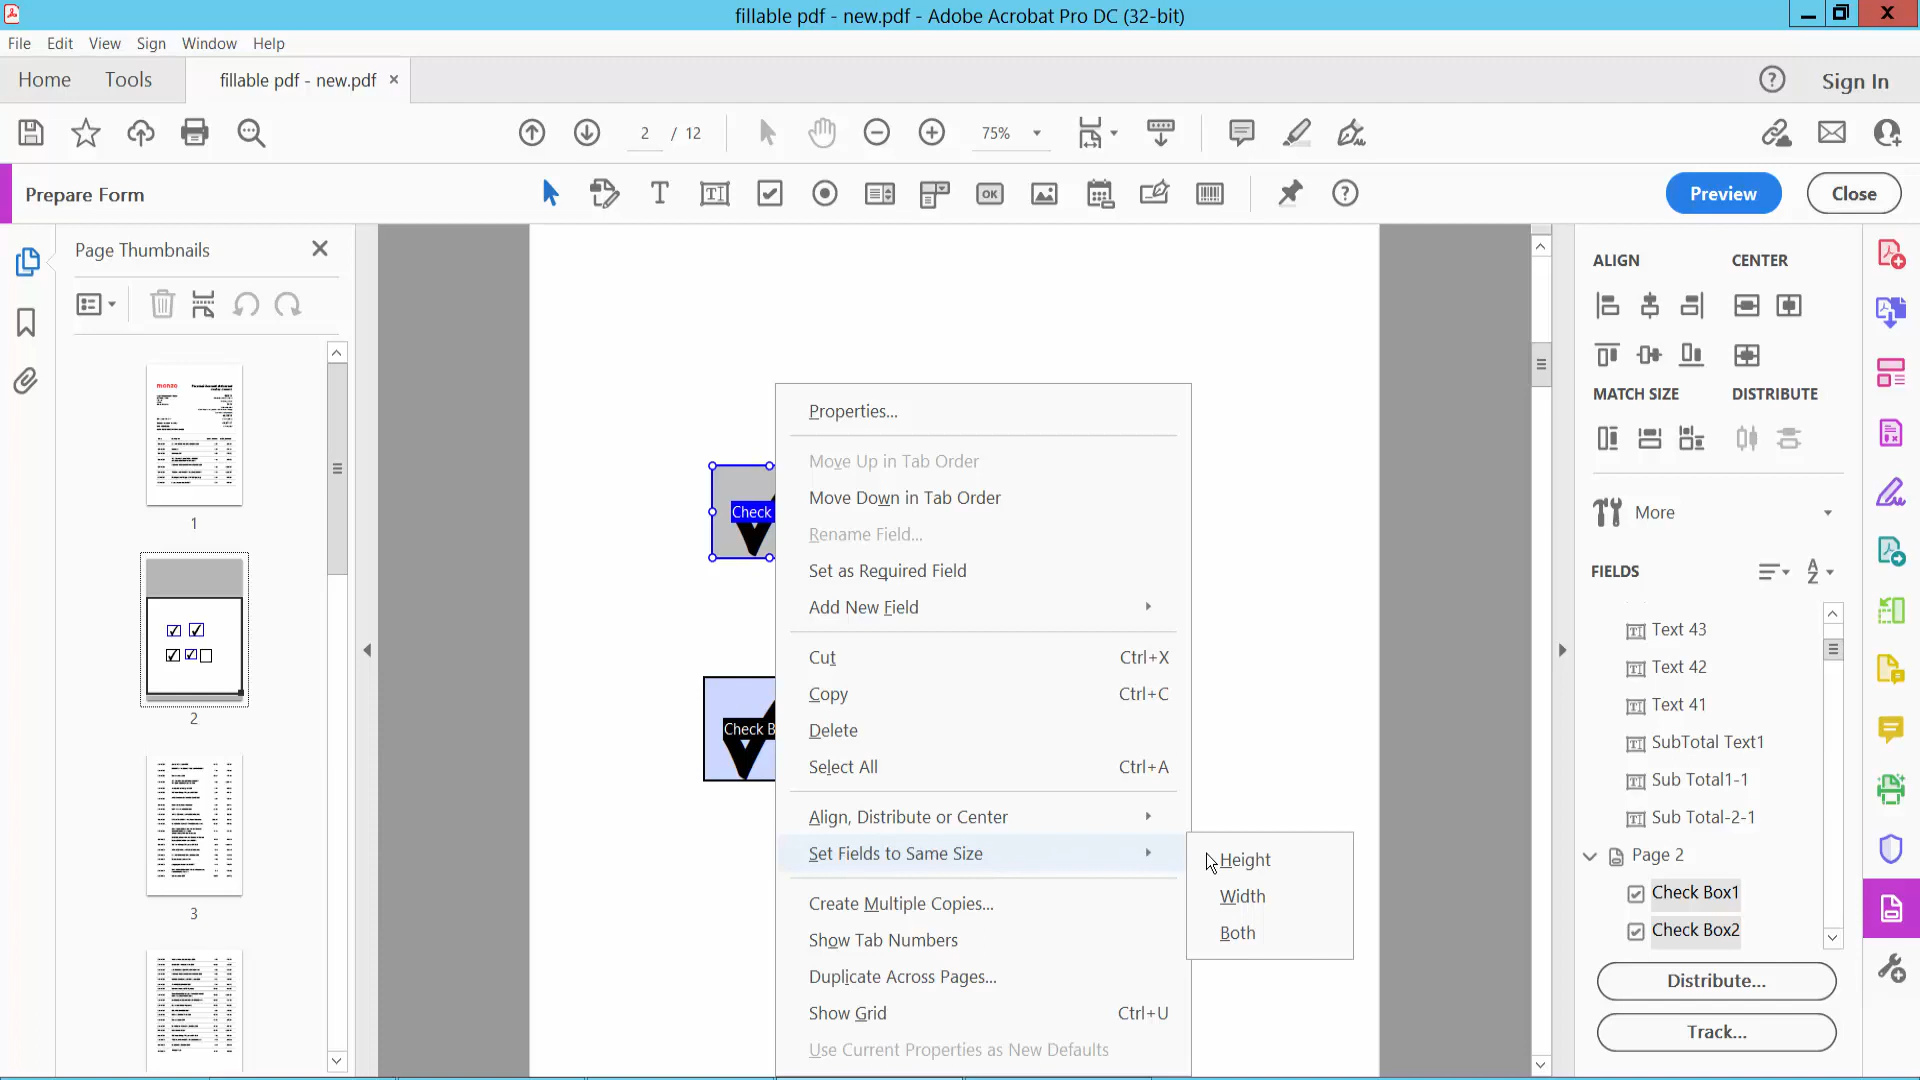 fillable pdf - new.pdf - Adobe Acrobat Pro DC (32-bit)
File Edit View Sign Window Help
Home Tools fillable pdf - new.pdf × Sign In
2 / 12 75%
Prepare Form Preview Close
Page Thumbnails
monzo
1
2
3
Check
Check B
Properties...
Move Up in Tab Order
Move Down in Tab Order
Rename Field...
Set as Required Field
Add New Field
Cut Ctrl+X
Copy Ctrl+C
Delete
Select All Ctrl+A
Align, Distribute or Center
Set Fields to Same Size
Create Multiple Copies...
Show Tab Numbers
Duplicate Across Pages...
Show Grid Ctrl+U
Use Current Properties as New Defaults
Height
Width
Both
ALIGN CENTER
MATCH SIZE DISTRIBUTE
More
FIELDS
Text 43
Text 42
Text 41
SubTotal Text1
Sub Total1-1
Sub Total-2-1
Page 2
Check Box1
Check Box2
Distribute...
Track...